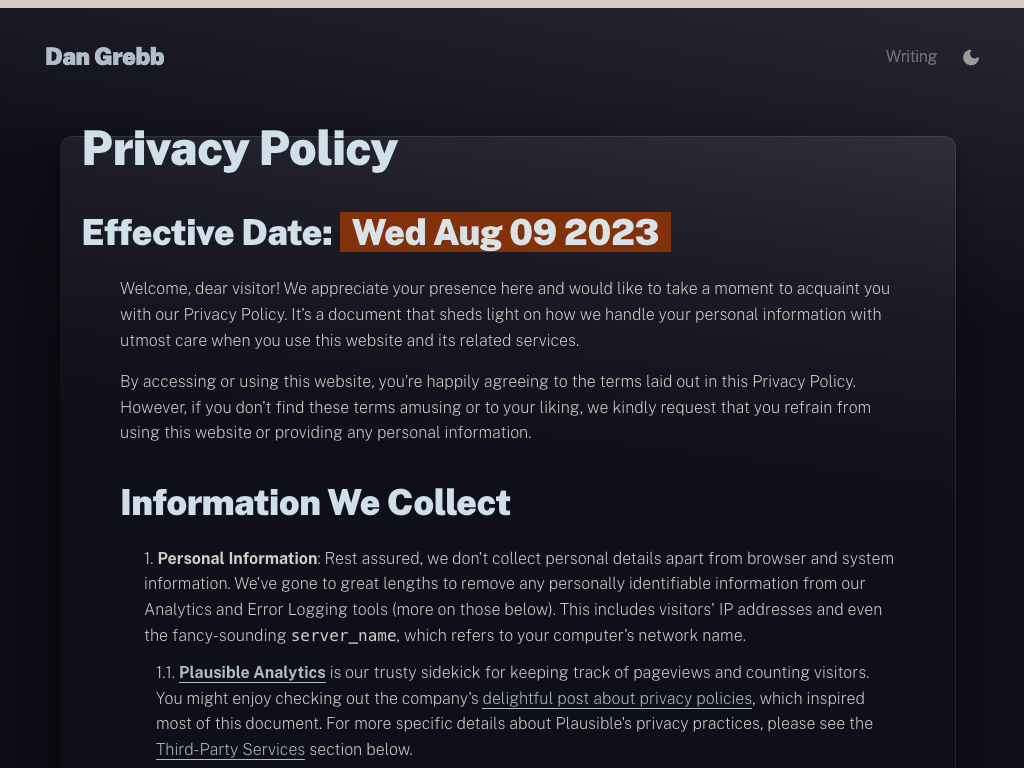 Dan Grebb
Writing
Privacy Policy
Effective Date: Wed Aug 09 2023
Welcome, dear visitor! We appreciate your presence here and would like to take a moment to acquaint you
with our Privacy Policy. It's a document that sheds light on how we handle your personal information with
utmost care when you use this website and its related services.
By accessing or using this website, you're happily agreeing to the terms laid out in this Privacy Policy.
However, if you don't find these terms amusing or to your liking, we kindly request that you refrain from
using this website or providing any personal information.
Information We Collect
1. Personal Information: Rest assured, we don't collect personal details apart from browser and system
information. We've gone to great lengths to remove any personally identifiable information from our
Analytics and Error Logging tools (more on those below). This includes visitors' IP addresses and even
the fancy-sounding server_name, which refers to your computer's network name.
1.1. Plausible Analytics is our trusty sidekick for keeping track of pageviews and counting visitors.
You might enjoy checking out the company's delightful post about privacy policies, which inspired
most of this document. For more specific details about Plausible's privacy practices, please see the
Third-Party Services section below.